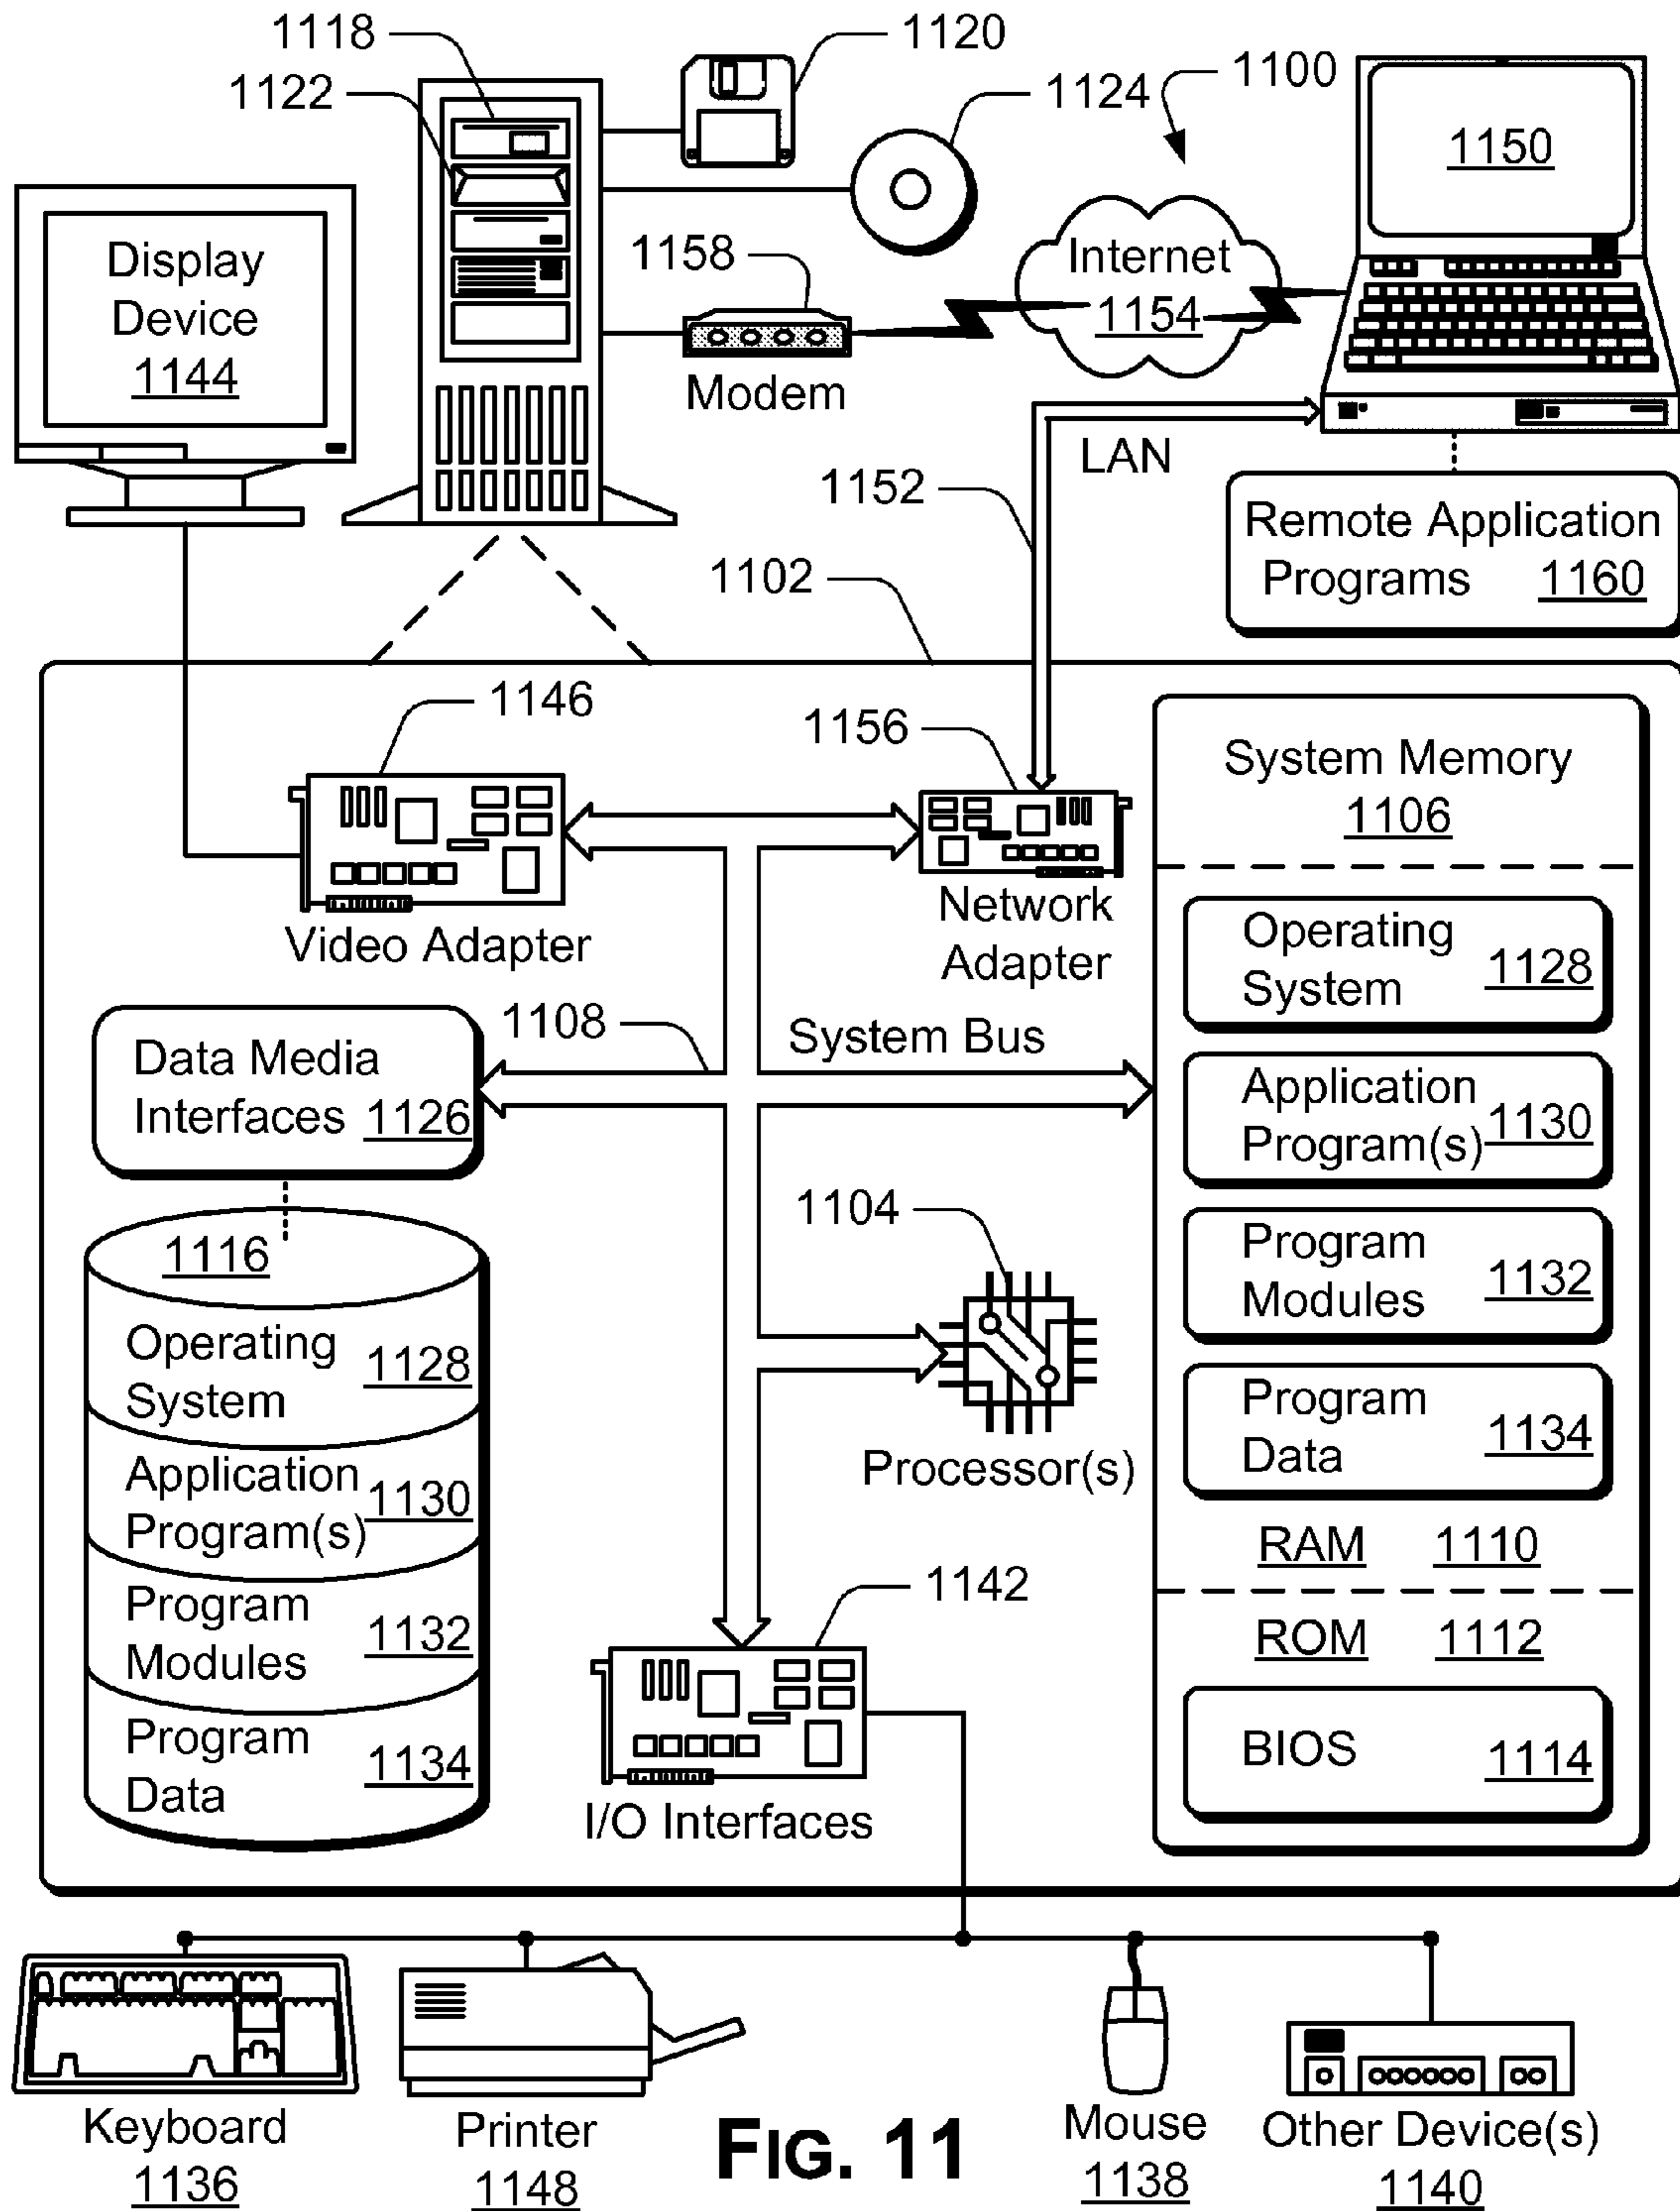 1118
1120
1122
1124
1100
1150
Display
Device
1144
1158
Internet
1154
Modem
LAN
1152
Remote Application
Programs 1160
1102
1146
1156
System Memory
1106
Video Adapter
Network
Adapter
Operating
System 1128
1108
System Bus
Data Media
Interfaces 1126
Application
Program(s) 1130
1104
Program
Modules 1132
1116
Operating
System 1128
Program
Data 1134
Processor(s)
Application
Program(s) 1130
RAM 1110
1142
Program
Modules 1132
ROM 1112
Program
Data 1134
BIOS 1114
I/O Interfaces
Keyboard
1136
Printer
1148
FIG. 11
Mouse
1138
Other Device(s)
1140